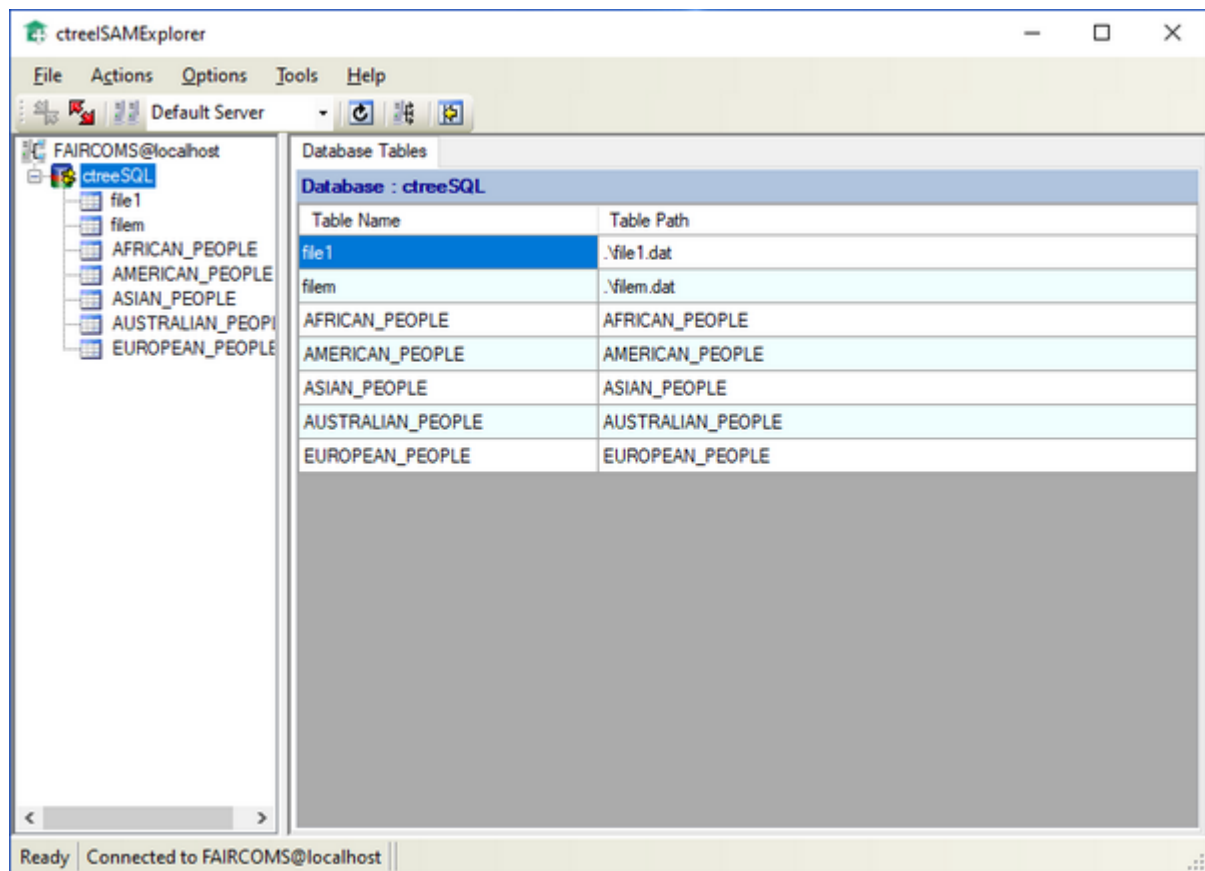 ctreeISAMExplorer
File Actions Options Tools Help
Default Server
FAIRCOMS@localhost
ctreeSQL
file1
filem
AFRICAN_PEOPLE
AMERICAN_PEOPLE
ASIAN_PEOPLE
AUSTRALIAN_PEOPL
EUROPEAN_PEOPLE
Database Tables
Database : ctreeSQL
Table Name Table Path
file1 .\file1.dat
filem .\filem.dat
AFRICAN_PEOPLE AFRICAN_PEOPLE
AMERICAN_PEOPLE AMERICAN_PEOPLE
ASIAN_PEOPLE ASIAN_PEOPLE
AUSTRALIAN_PEOPLE AUSTRALIAN_PEOPLE
EUROPEAN_PEOPLE EUROPEAN_PEOPLE
Ready Connected to FAIRCOMS@localhost